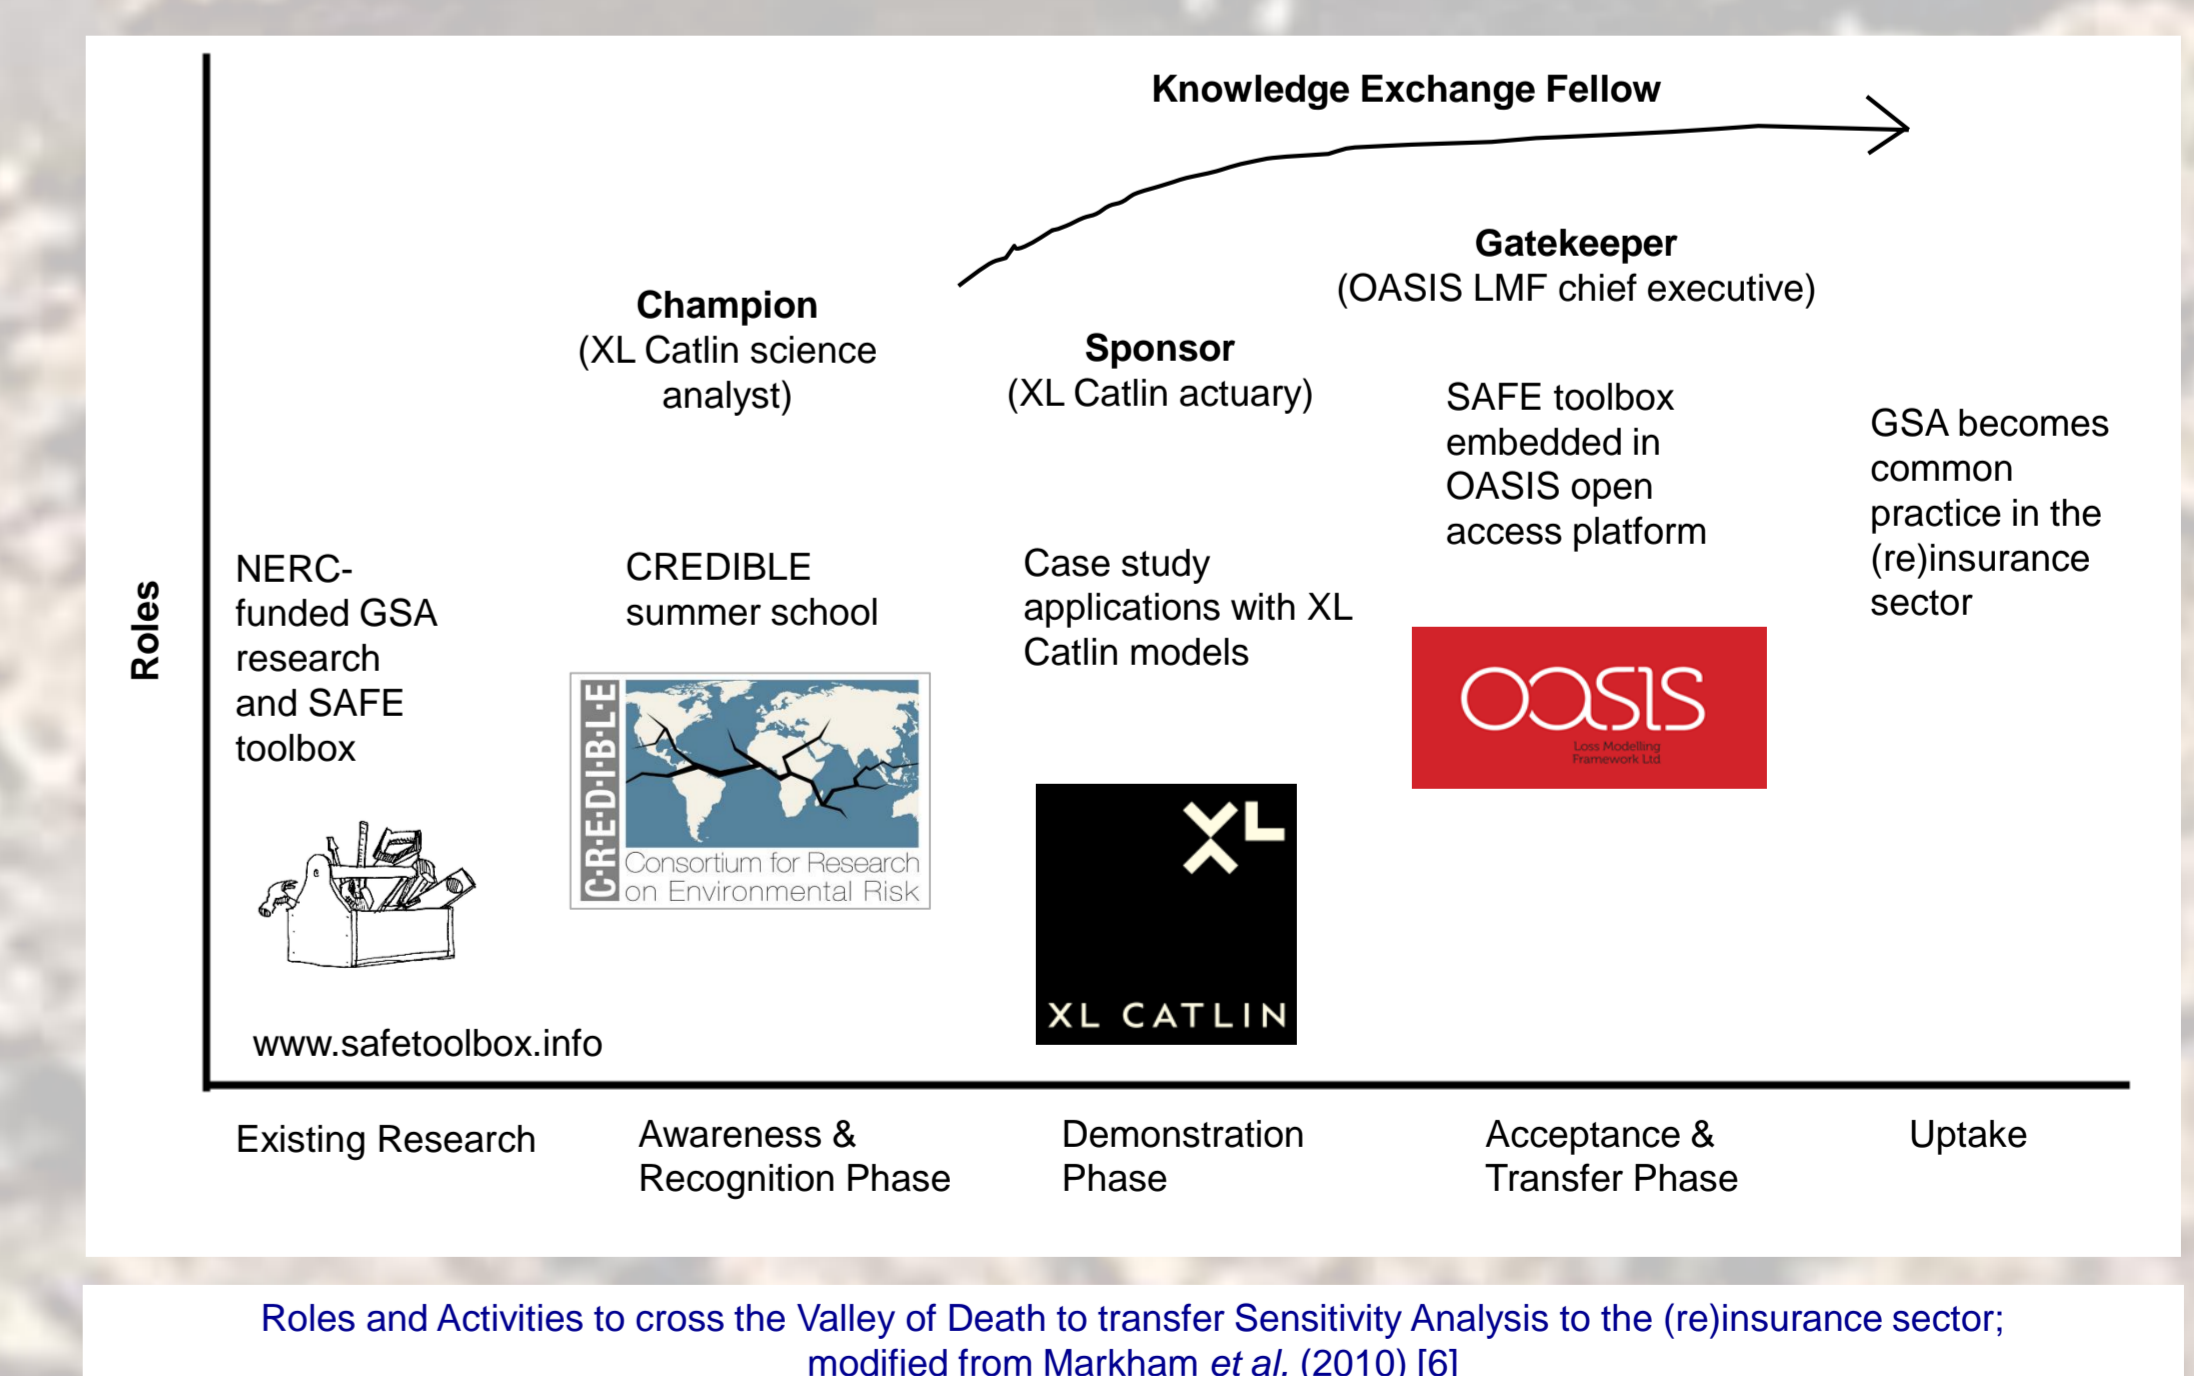 Knowledge Exchange Fellow
Gatekeeper
(OASIS LMF chief executive)
Champion
(XL Catlin science
analyst)
Sponsor
(XL Catlin actuary)
SAFE toolbox
embedded in
OASIS open
access platform
GSA becomes
common
practice in the
(re)insurance
sector
Roles
NERC-
funded GSA
research
and SAFE
toolbox
CREDIBLE
summer school
Case study
applications with XL
Catlin models
C·R·E·D·I·B·L·E
Consortium for Research
on Environmental Risk
OASIS
Loss Modelling
Framework Ltd
XL
XL CATLIN
www.safetoolbox.info
Existing Research
Awareness &
Recognition Phase
Demonstration
Phase
Acceptance &
Transfer Phase
Uptake
Roles and Activities to cross the Valley of Death to transfer Sensitivity Analysis to the (re)insurance sector;
modified from Markham et al. (2010) [6]